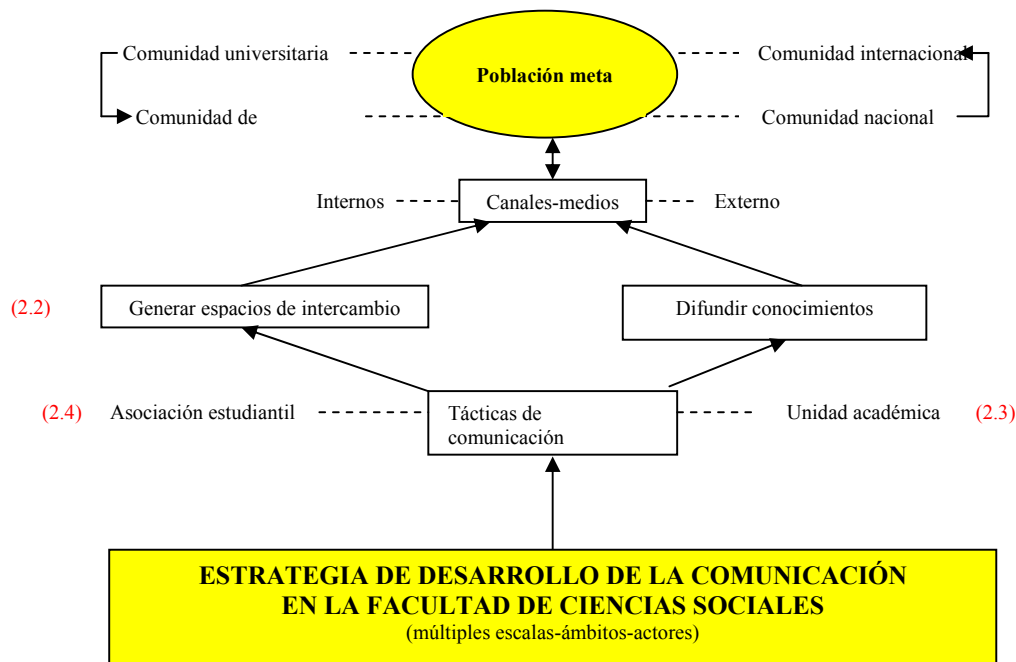 Comunidad universitaria
Comunidad internacional
Población meta
Comunidad de
Comunidad nacional
Internos
Canales-medios
Externo
(2.2)
Generar espacios de intercambio
Difundir conocimientos
(2.4)
Asociación estudiantil
Tácticas de
comunicación
Unidad académica
(2.3)
ESTRATEGIA DE DESARROLLO DE LA COMUNICACIÓN
EN LA FACULTAD DE CIENCIAS SOCIALES
(múltiples escalas-ámbitos-actores)